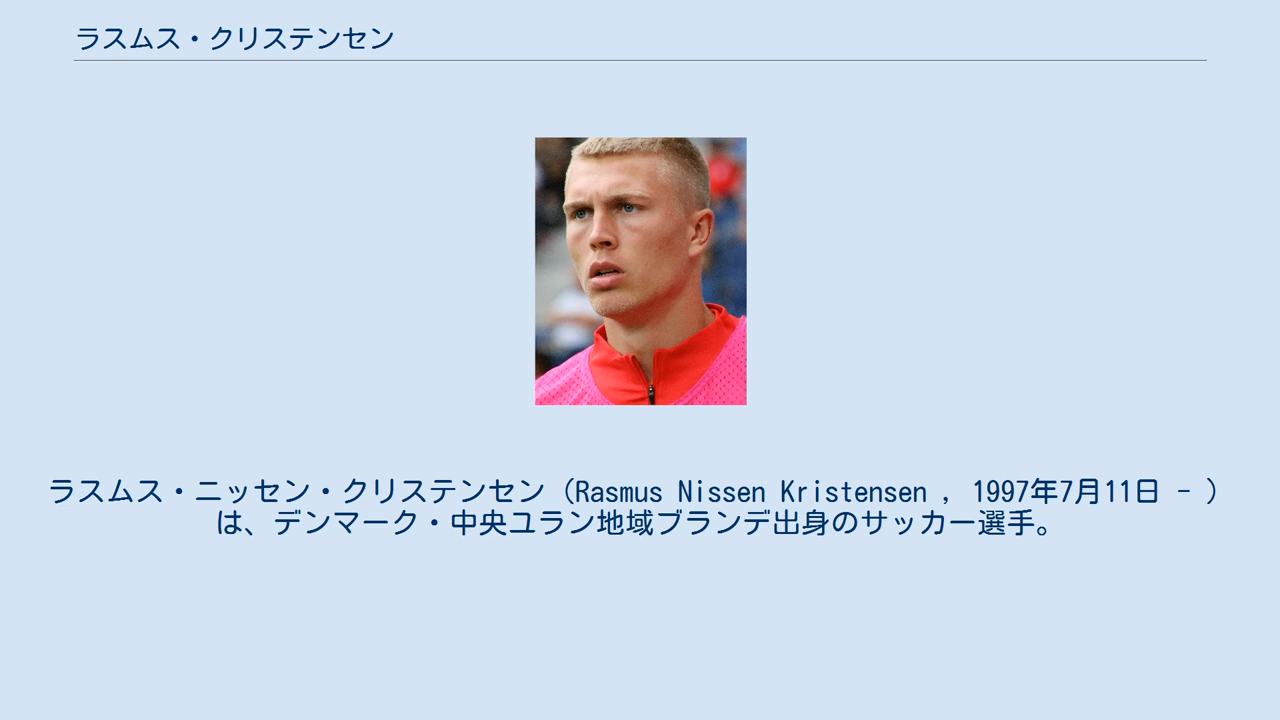 ラスムス・クリステンセン
ラスムス・ニッセン・クリステンセン（Rasmus Nissen Kristensen , 1997年7月11日 - ）
は、デンマーク・中央ユラン地域ブランデ出身のサッカー選手。